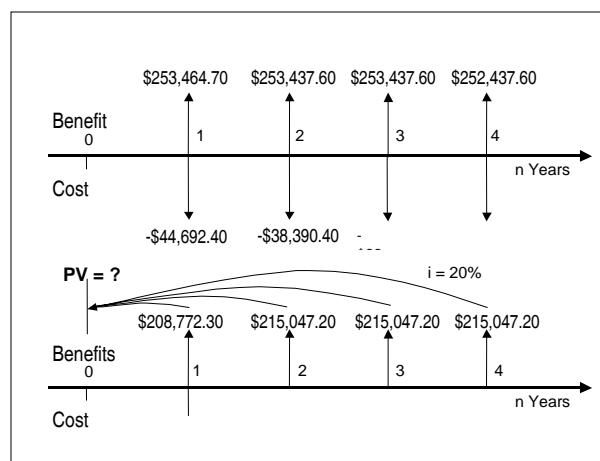 $253,464.70 $253,437.60 $253,437.60 $252,437.60
Benefit
0 1 2 3 4
n Years
Cost
-$44,692.40 -$38,390.40 -
PV = ? i = 20%
$208,772.30 $215,047.20 $215,047.20 $215,047.20
Benefits
0 1 2 3 4
n Years
Cost